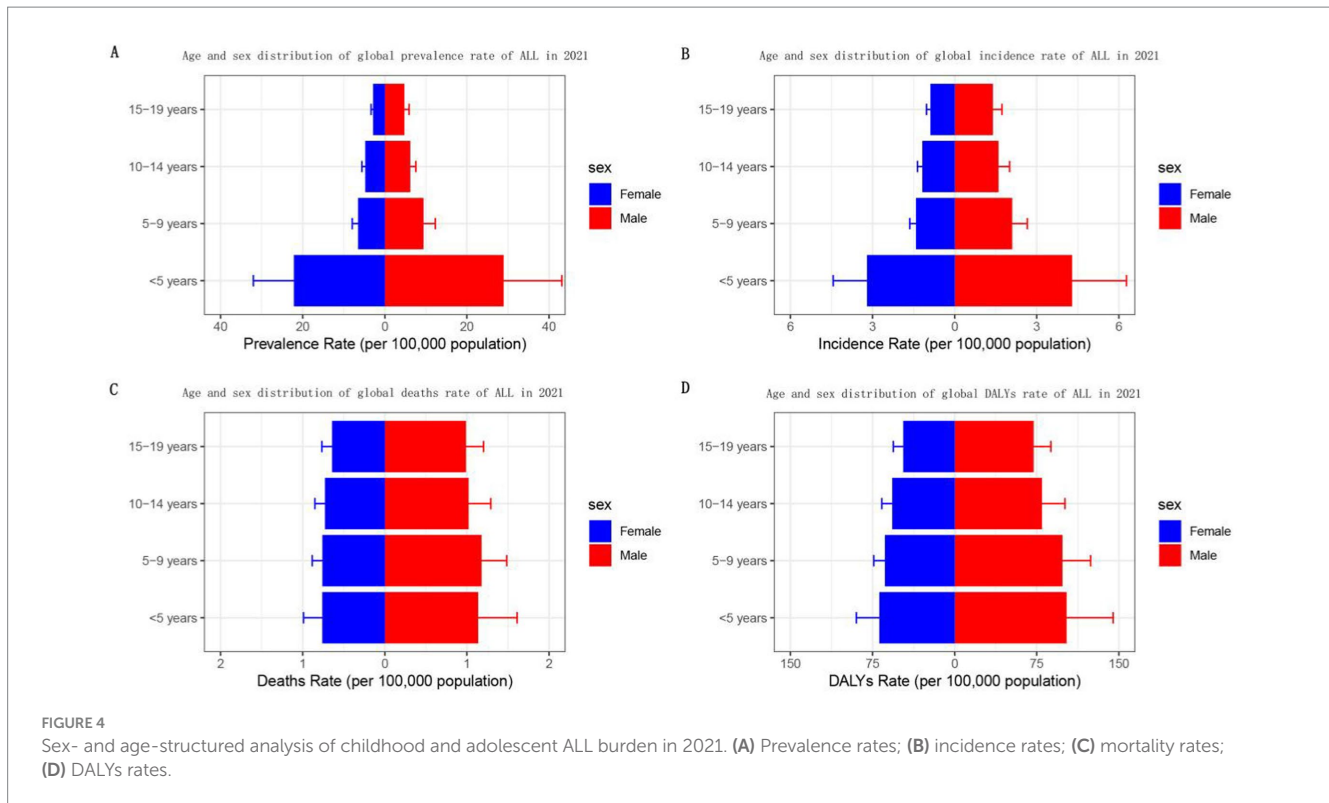 A
Age and sex distribution of global prevalence rate of ALL in 2021
15-19 years
10-14 years
5-9 years
<5 years
40 20 0 20 40
Prevalence Rate (per 100,000 population)
sex
Female
Male
B
Age and sex distribution of global incidence rate of ALL in 2021
15-19 years
10-14 years
5-9 years
<5 years
6 3 0 3 6
Incidence Rate (per 100,000 population)
sex
Female
Male
C
Age and sex distribution of global deaths rate of ALL in 2021
15-19 years
10-14 years
5-9 years
<5 years
2 1 0 1 2
Deaths Rate (per 100,000 population)
sex
Female
Male
D
Age and sex distribution of global DALYs rate of ALL in 2021
15-19 years
10-14 years
5-9 years
<5 years
150 75 0 75 150
DALYs Rate (per 100,000 population)
sex
Female
Male
FIGURE 4
Sex- and age-structured analysis of childhood and adolescent ALL burden in 2021. (A) Prevalence rates; (B) incidence rates; (C) mortality rates;
(D) DALYs rates.